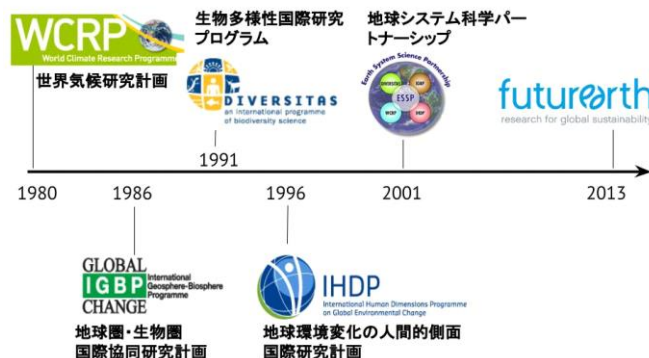 WCRP
World Climate Research Programme
世界気候研究計画
生物多様性国際研究
プログラム
DIVERSITAS
an international programme
of biodiversity science
地球システム科学パー
トナーシップ
Earth System Science Partnership
DIVERSITAS
IGBP
ESSP
WCRP
IHDP
futurearth
research for global sustainability
1991
1980
1986
1996
2001
2013
GLOBAL
IGBP
International
Geosphere-Biosphere
Programme
CHANGE
地球圏・生物圏
国際協同研究計画
IHDP
International Human Dimensions Programme
on Global Environmental Change
地球環境変化の人間的側面
国際研究計画